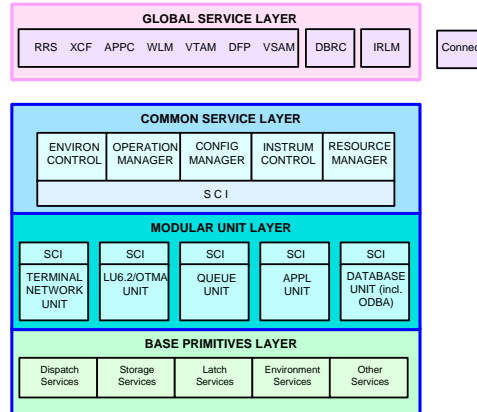 GLOBAL SERVICE LAYER
RRS XCF APPC WLM VTAM DFP VSAM DBRC IRLM
COMMON SERVICE LAYER
ENVIRON OPERATION CONFIG INSTRUM RESOURCE
CONTROL MANAGER MANAGER CONTROL MANAGER
S C I
MODULAR UNIT LAYER
SCI SCI SCI SCI SCI
TERMINAL LU6.2/OTMA QUEUE APPL DATABASE
NETWORK UNIT UNIT UNIT UNIT (incl.
UNIT ODBA)
BASE PRIMITIVES LAYER
Dispatch Storage Latch Environment Other
Services Services Services Services Services